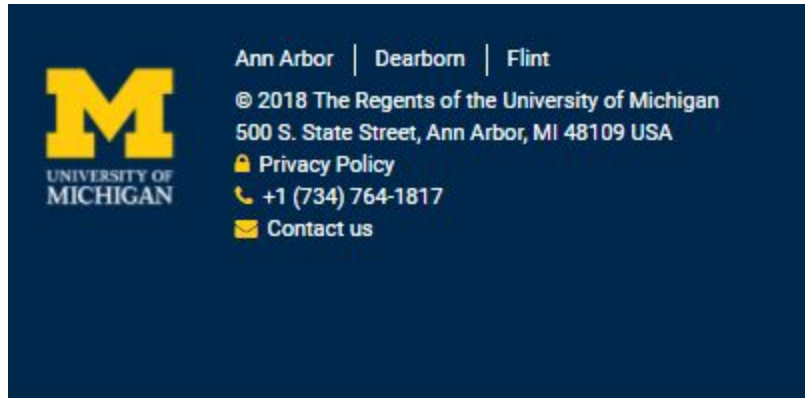 M
UNIVERSITY OF
MICHIGAN
Ann Arbor | Dearborn | Flint
© 2018 The Regents of the University of Michigan
500 S. State Street, Ann Arbor, MI 48109 USA
Privacy Policy
+1 (734) 764-1817
Contact us